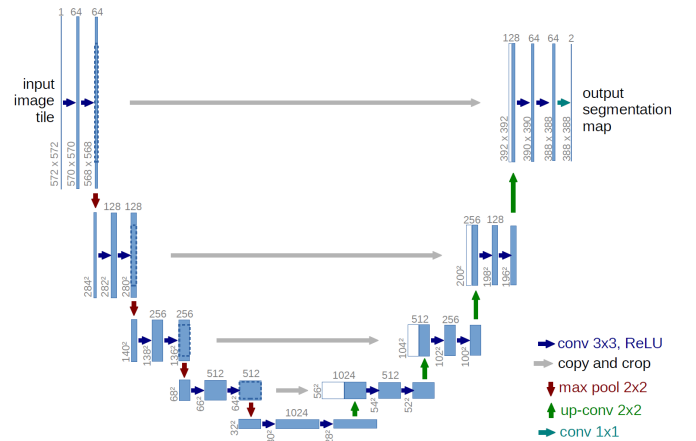 1 64 64
128 64 64 2
input
image
tile
output
segmentation
map
572 x 572
570 x 570
568 x 568
392 x 392
390 x 390
388 x 388
388 x 388
128 128
256 128
284²
282²
280²
200²
198²
196²
256 256
512 256
140²
138²
136²
104²
102²
100²
512 512
1024 512
68²
66²
64²
56²
54²
52²
1024
32²
conv 3x3, ReLU
copy and crop
max pool 2x2
up-conv 2x2
conv 1x1